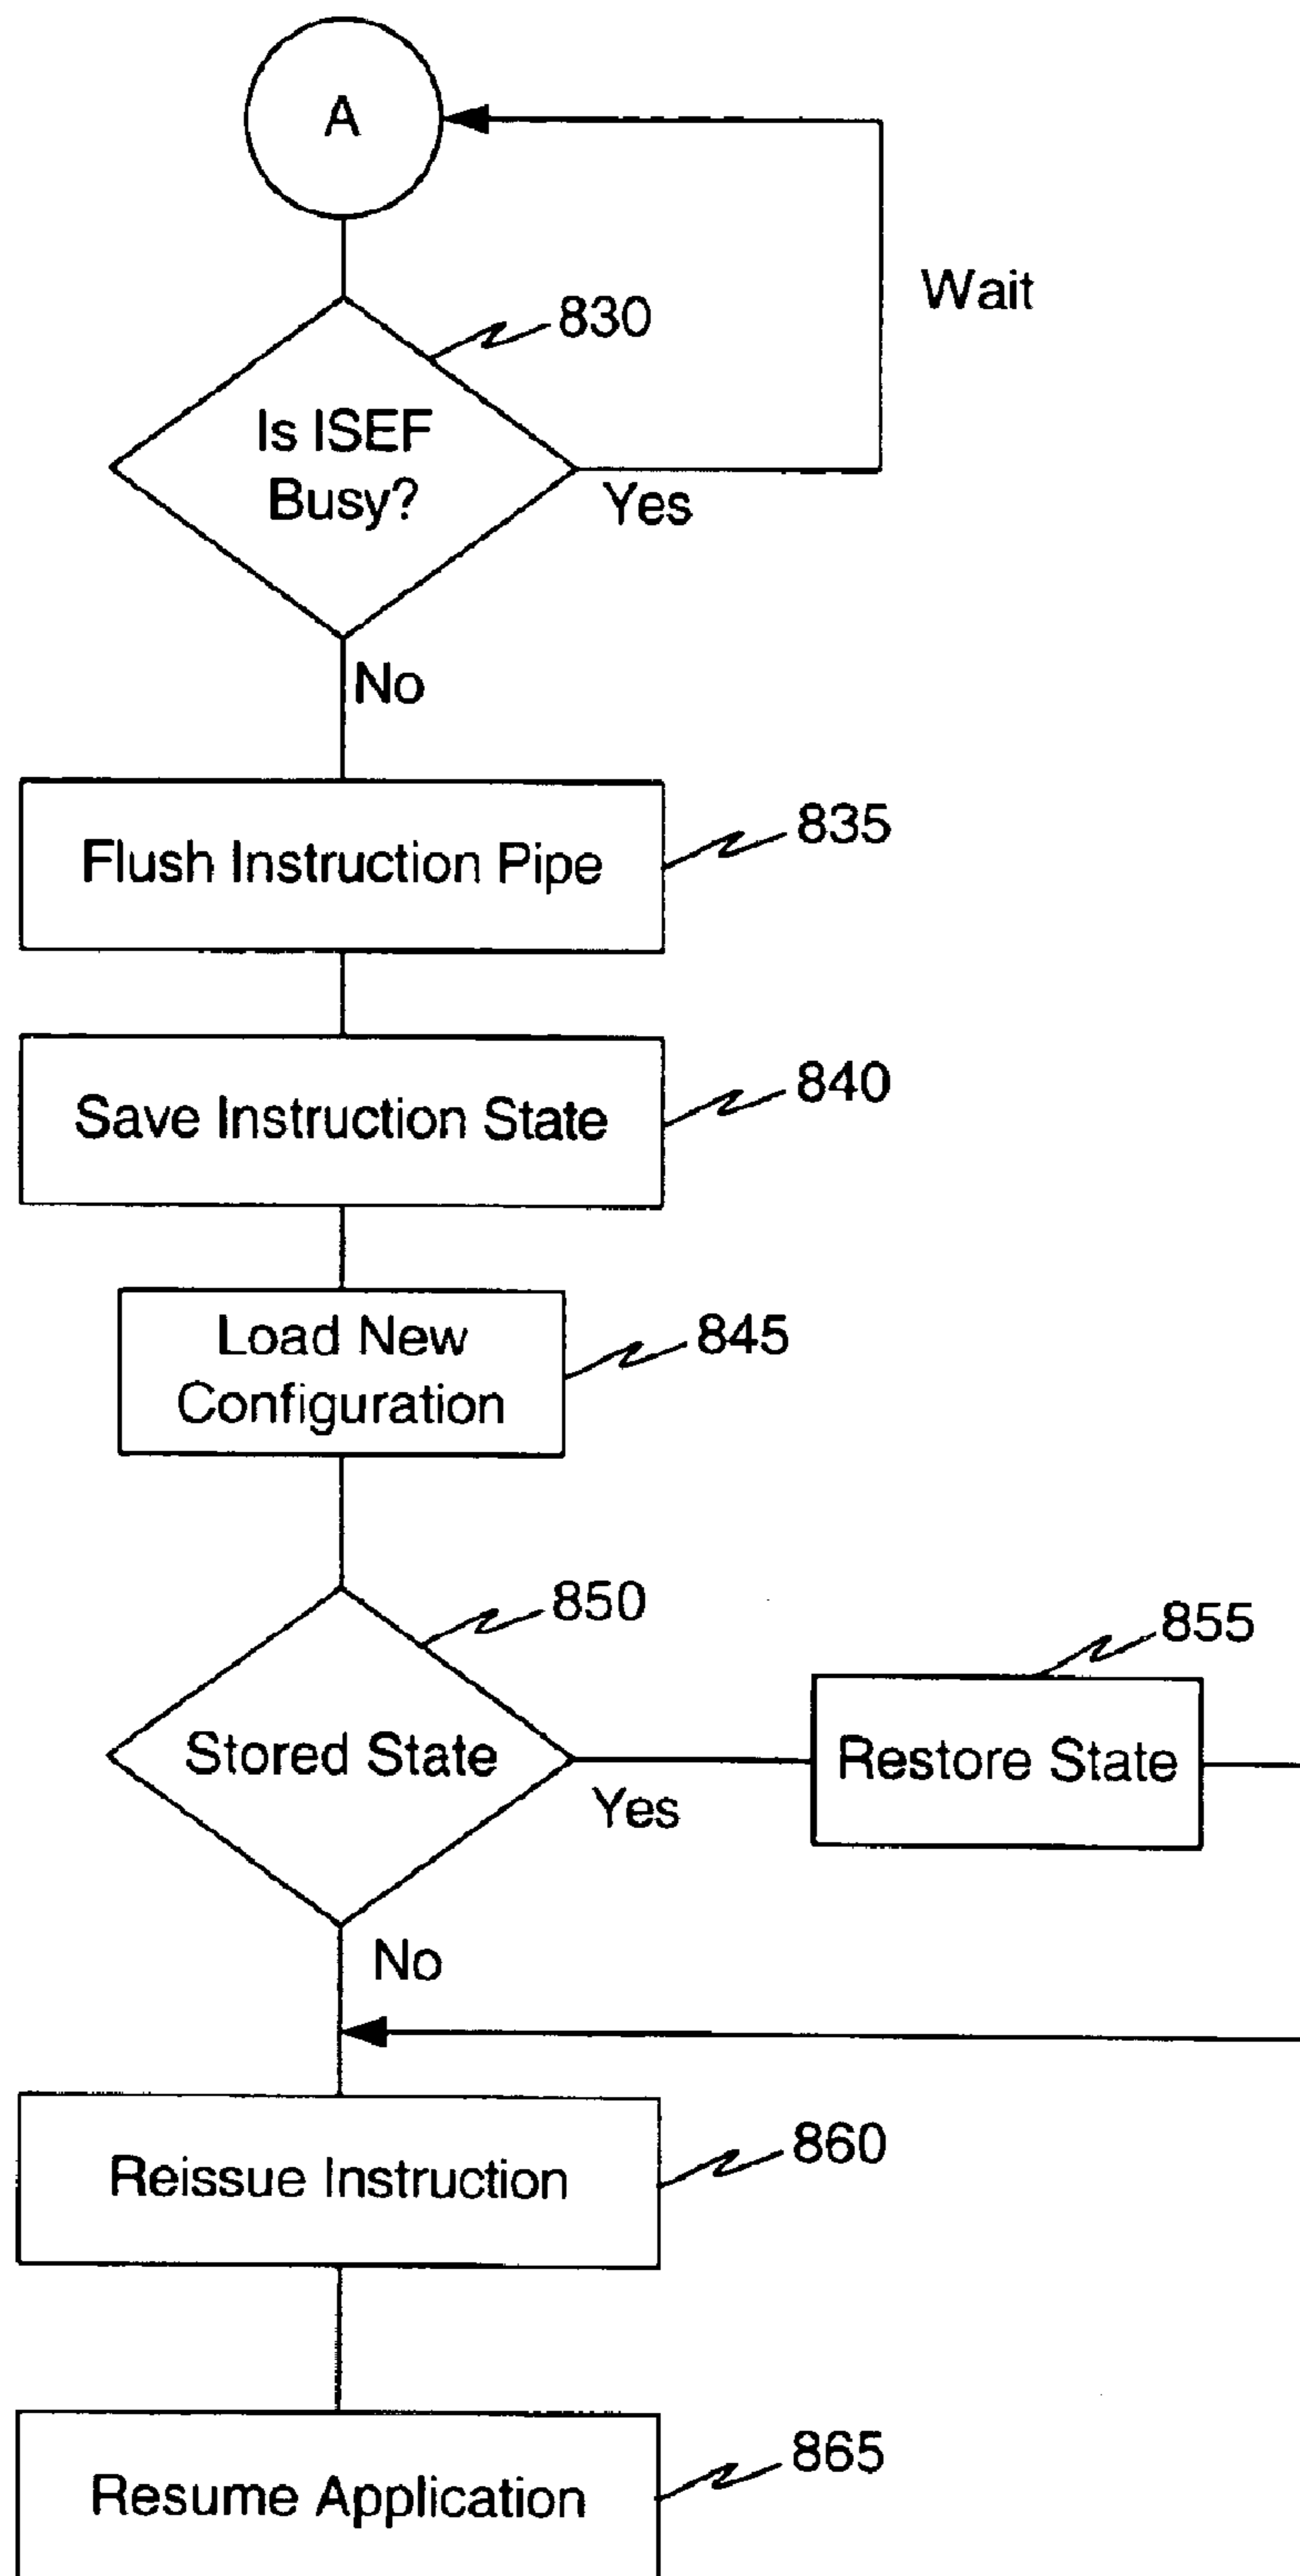 A
Wait
830
Is ISEF
Busy?
Yes
No
835
Flush Instruction Pipe
840
Save Instruction State
845
Load New
Configuration
850
855
Stored State
Restore State
Yes
No
860
Reissue Instruction
865
Resume Application